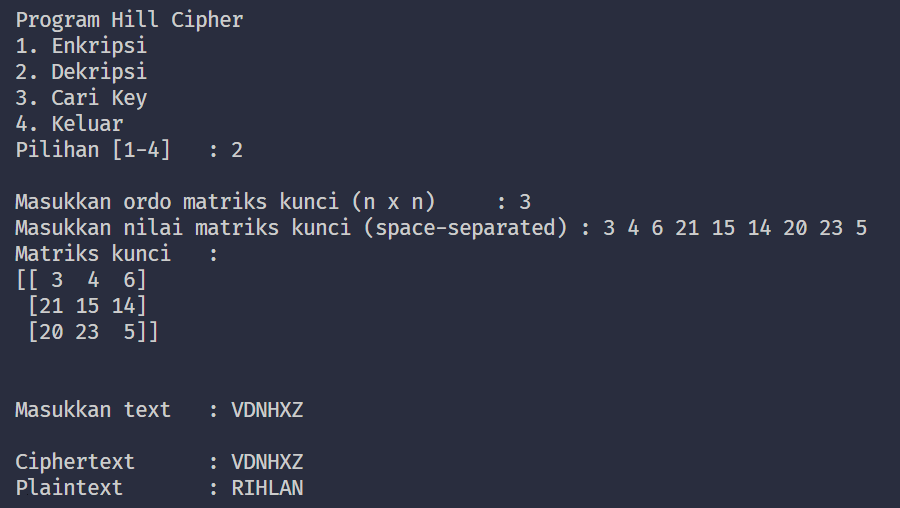 Program Hill Cipher
1. Enkripsi
2. Dekripsi
3. Cari Key
4. Keluar
Pilihan [1-4]   : 2
Masukkan ordo matriks kunci (n x n)     : 3
Masukkan nilai matriks kunci (space-separated) : 3 4 6 21 15 14 20 23 5
Matriks kunci   :
[[ 3  4  6]
 [21 15 14]
 [20 23  5]]
Masukkan text   : VDNHXZ
Ciphertext      : VDNHXZ
Plaintext       : RIHLAN